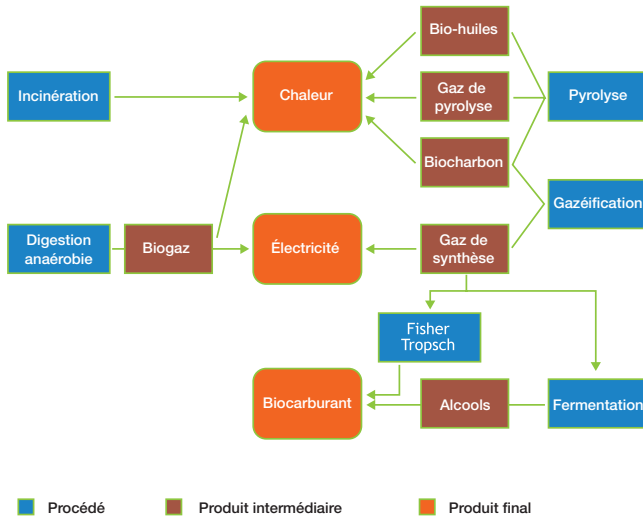 Bio-huiles
Incinération
Chaleur
Gaz de
pyrolyse
Pyrolyse
Biocharbon
Gazéification
Digestion
anaérobie
Biogaz
Électricité
Gaz de
synthèse
Fisher
Tropsch
Biocarburant
Alcools
Fermentation
Procédé
Produit intermédiaire
Produit final